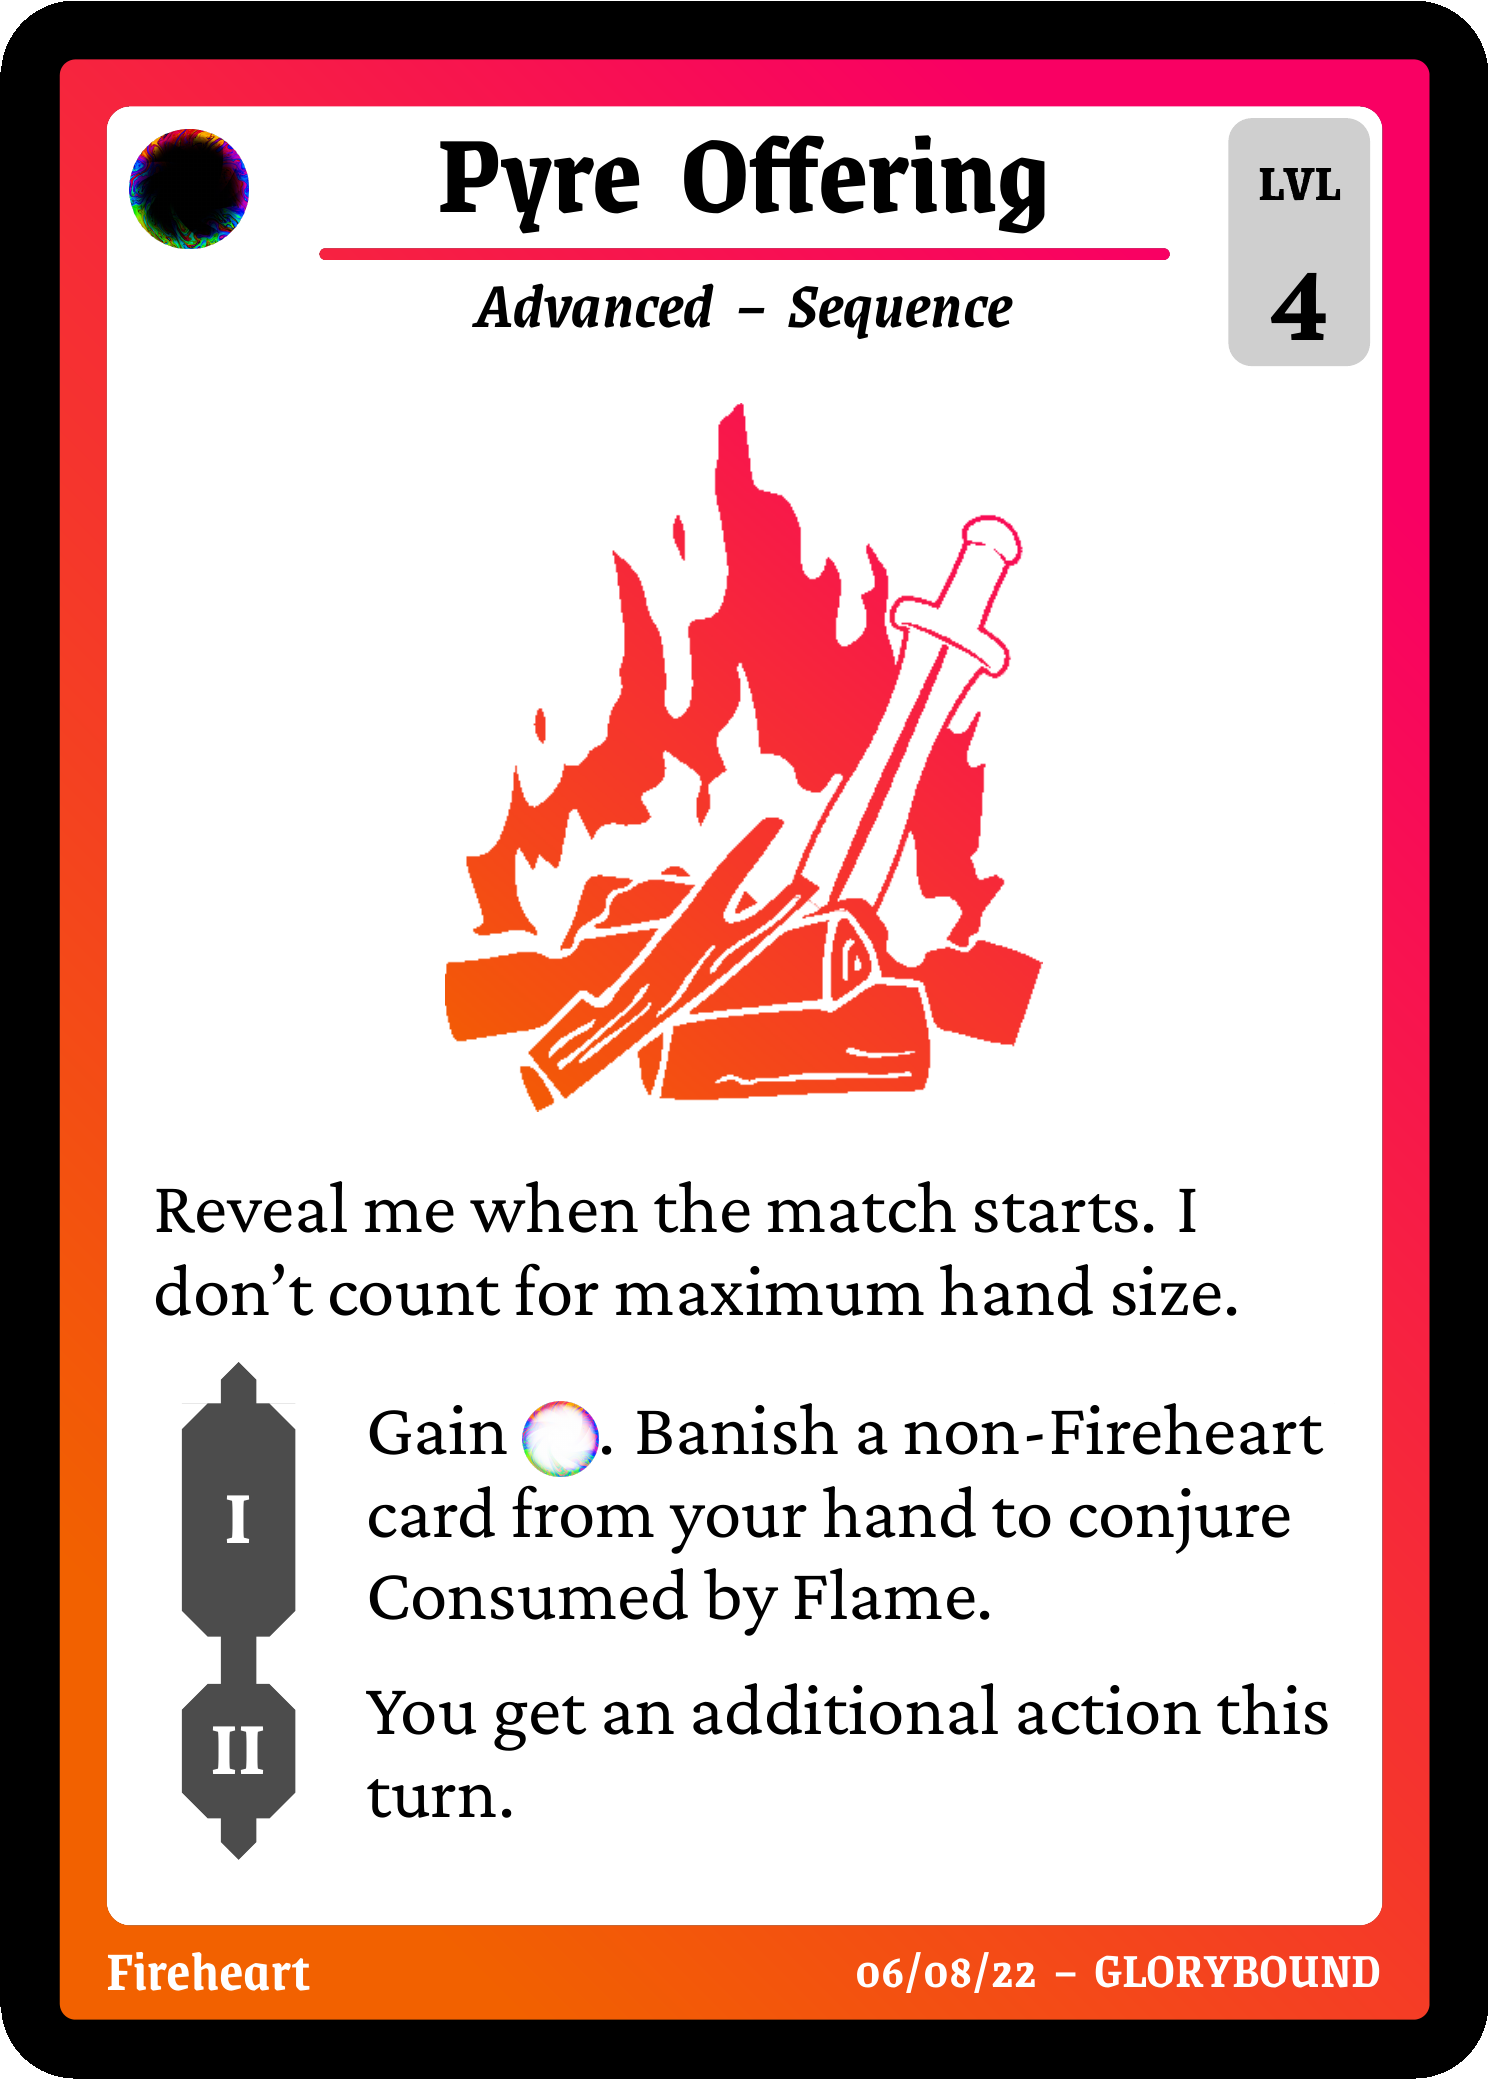 Pyre Offering
LVL
4
Advanced – Sequence
Reveal me when the match starts. I
don’t count for maximum hand size.
I
Gain . Banish a non-Fireheart
card from your hand to conjure
Consumed by Flame.
II
You get an additional action this
turn.
Fireheart
06/08/22 – GLORYBOUND